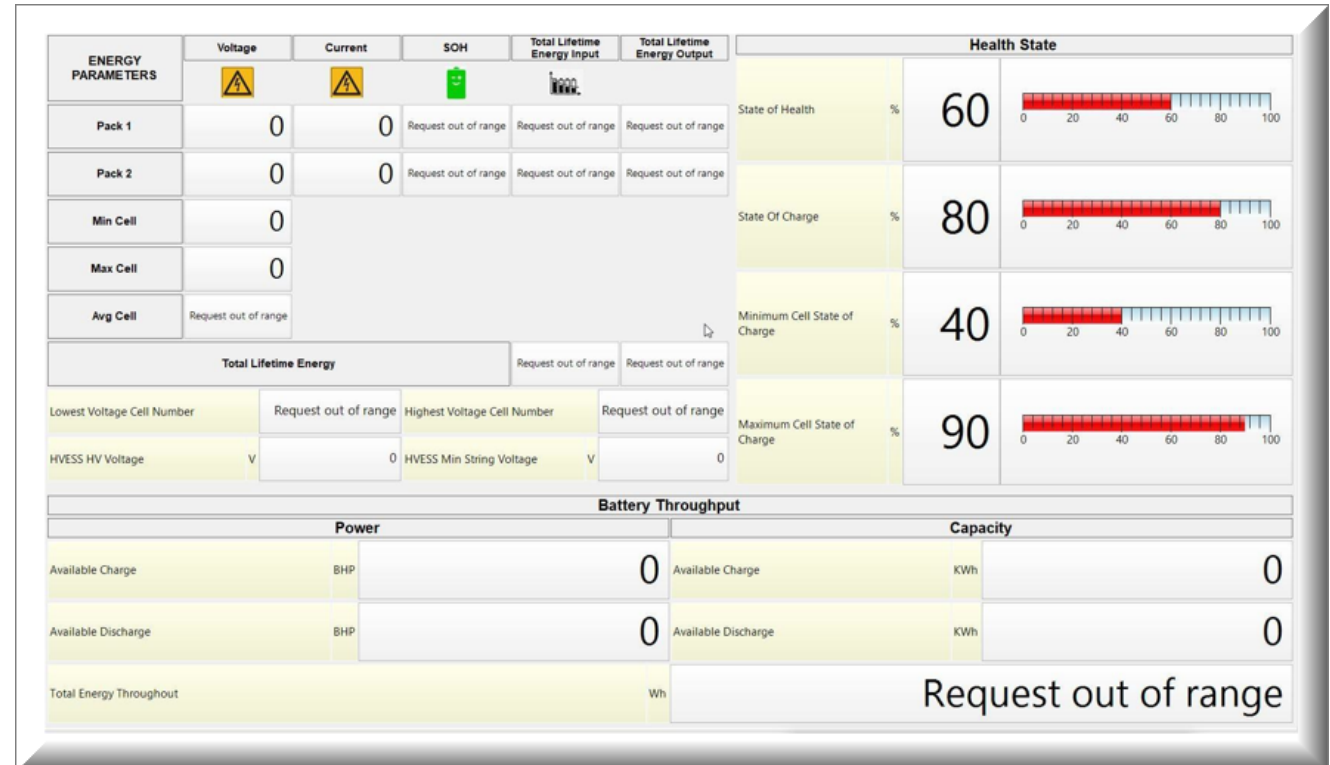 ENERGY
PARAMETERS
Voltage
Current
SOH
Total Lifetime
Energy Input
Total Lifetime
Energy Output
Pack 1
0
0
Request out of range
Request out of range
Request out of range
Pack 2
0
0
Request out of range
Request out of range
Request out of range
Min Cell
0
Max Cell
0
Avg Cell
Request out of range
Total Lifetime Energy
Request out of range
Request out of range
Lowest Voltage Cell Number
Request out of range
Highest Voltage Cell Number
Request out of range
HVESS HV Voltage
V
0
HVESS Min String Voltage
V
0
Health State
State of Health
%
60
0 20 40 60 80 100
State Of Charge
%
80
0 20 40 60 80 100
Minimum Cell State of
Charge
%
40
0 20 40 60 80 100
Maximum Cell State of
Charge
%
90
0 20 40 60 80 100
Battery Throughput
Power
Capacity
Available Charge
BHP
0
Available Charge
KWh
0
Available Discharge
BHP
0
Available Discharge
KWh
0
Total Energy Throughout
Wh
Request out of range